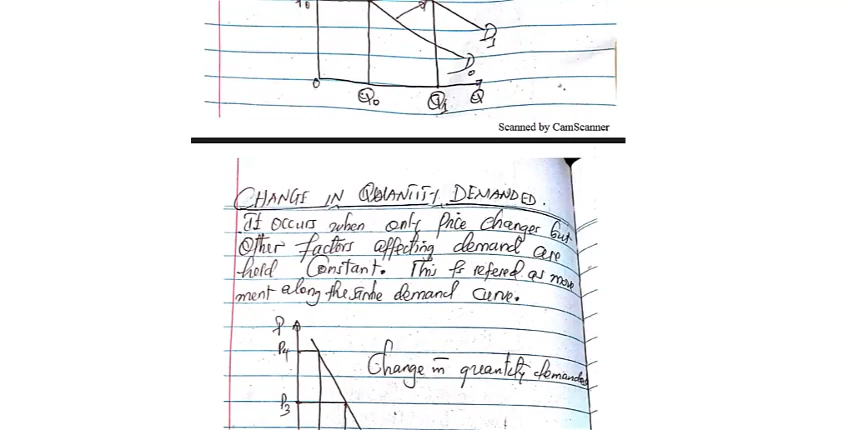 P0
D1
D0
0 Q0 Q1 Q
Scanned by CamScanner
CHANGE IN QUANTITY DEMANDED.
It occurs when only Price changes but
Other factors affecting demand are
held Constant. This is refered as move
ment along the same demand curve.
P
P4
Change in quantity demanded
P3